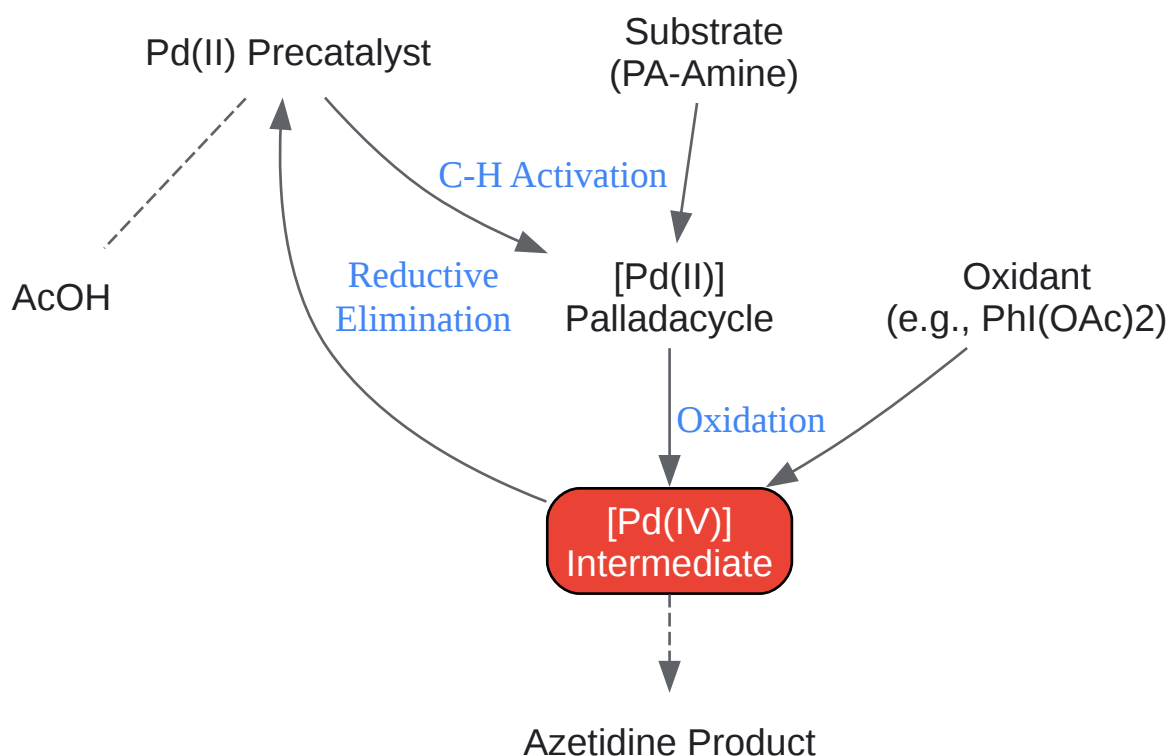 Pd(II) Precatalyst
Substrate
(PA-Amine)
C-H Activation
AcOH
Reductive
Elimination
[Pd(II)]
Palladacycle
Oxidant
(e.g., PhI(OAc)2)
Oxidation
[Pd(IV)]
Intermediate
Azetidine Product